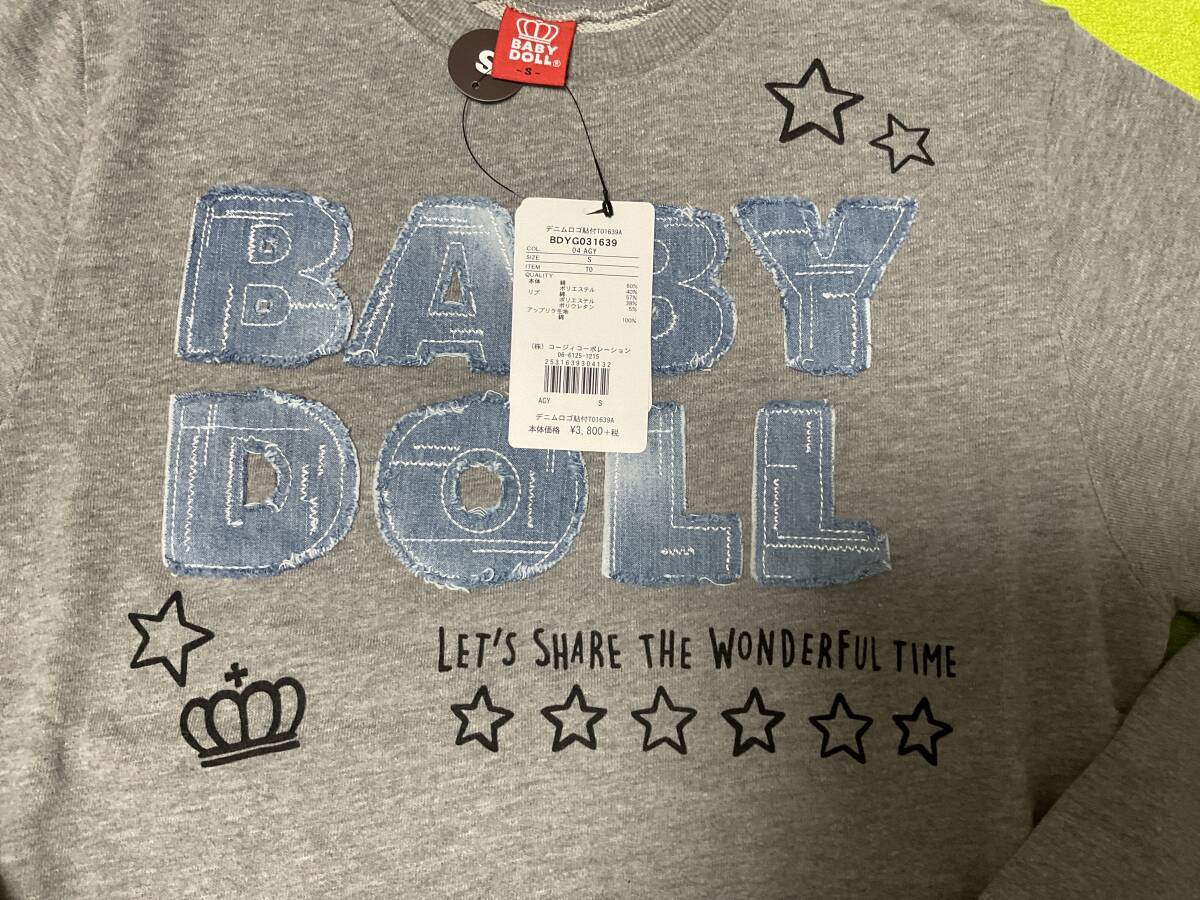 S
BABY
DOLL®
- S -
デニムロゴ貼付T01639A
BDYG031639
COL. 04 AGY
SIZE S
ITEM TO
QUALITY
本体 綿 60%
ポリエステル 40%
リブ 綿 57%
ポリエステル 38%
ポリウレタン 5%
アップリケ生地
綿 100%
(株) コージィコーポレーション
06-6125-1215
2531639304132
AGY S
デニムロゴ貼付T01639A
本体価格 ¥3,800+税
BABY
DOLL
LET'S SHARE THE WONDERFUL TIME